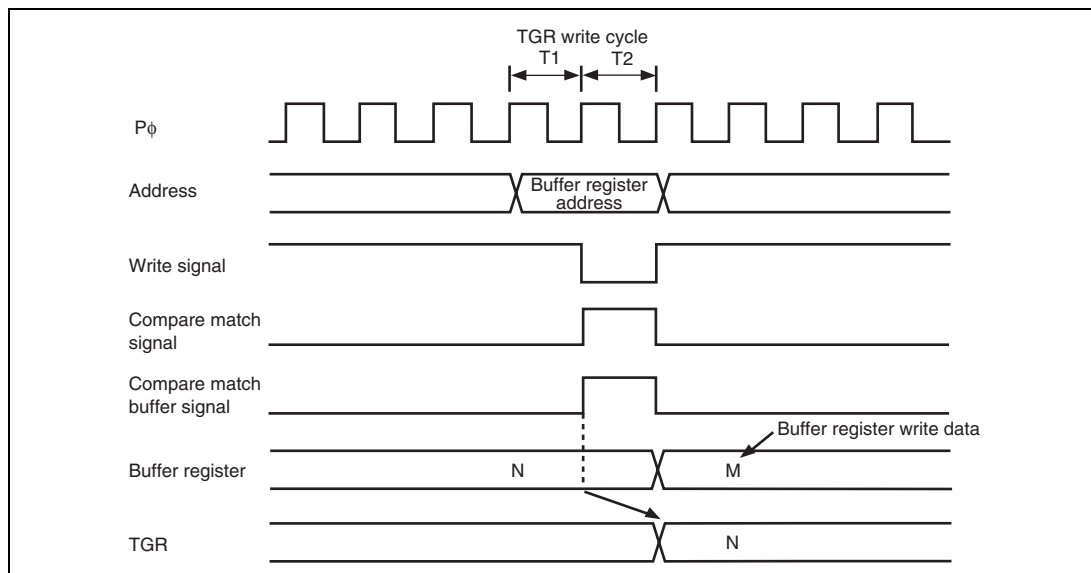 TGR write cycle
T1 T2
Pϕ
Address
Buffer register
address
Write signal
Compare match
signal
Compare match
buffer signal
Buffer register write data
Buffer register
N M
TGR
N